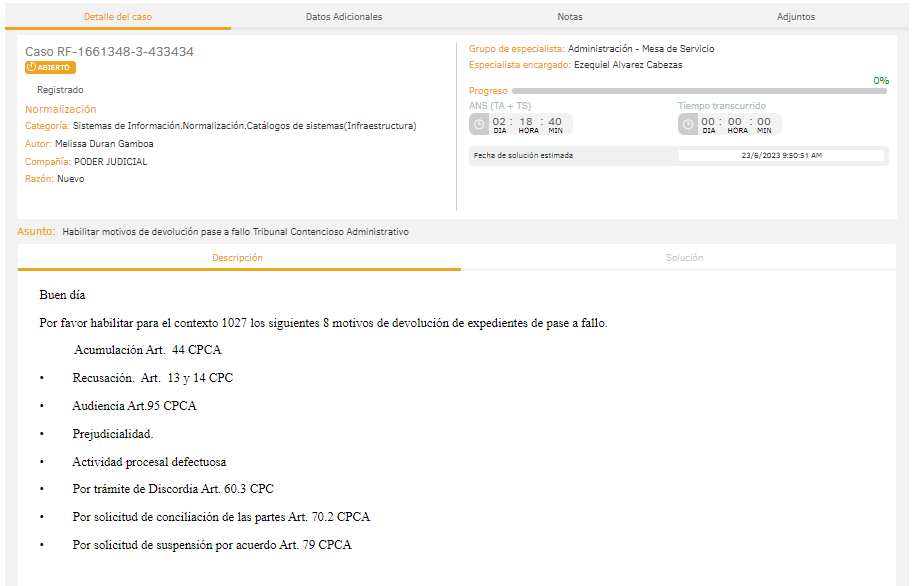 Detalle del caso
Datos Adicionales
Notas
Adjuntos
Caso RF-1661348-3-433434
ABIERTO
Registrado
Normalización
Categoría: Sistemas de Información.Normalización.Catálogos de sistemas(Infraestructura)
Autor: Melissa Duran Gamboa
Compañía: PODER JUDICIAL
Razón: Nuevo
Grupo de especialista: Administración - Mesa de Servicio
Especialista encargado: Ezequiel Alvarez Cabezas
0%
Progreso
ANS (TA + TS)
02 : 18 : 40
DIA HORA MIN
Tiempo transcurrido
00 : 00 : 00
DIA HORA MIN
Fecha de solución estimada
23/6/2023 9:50:51 AM
Asunto: Habilitar motivos de devolución pase a fallo Tribunal Contencioso Administrativo
Descripción
Solución
Buen día
Por favor habilitar para el contexto 1027 los siguientes 8 motivos de devolución de expedientes de pase a fallo.
Acumulación Art. 44 CPCA
• Recusación. Art. 13 y 14 CPC
• Audiencia Art.95 CPCA
• Prejudicialidad.
• Actividad procesal defectuosa
• Por trámite de Discordia Art. 60.3 CPC
• Por solicitud de conciliación de las partes Art. 70.2 CPCA
• Por solicitud de suspensión por acuerdo Art. 79 CPCA